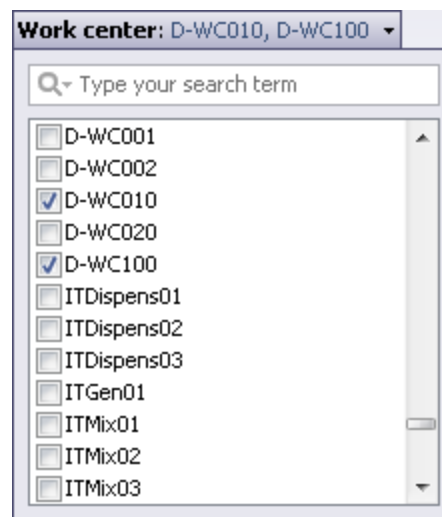 Work center: D-WC010, D-WC100
Type your search term
D-WC001
D-WC002
D-WC010
D-WC020
D-WC100
ITDispens01
ITDispens02
ITDispens03
ITGen01
ITMix01
ITMix02
ITMix03